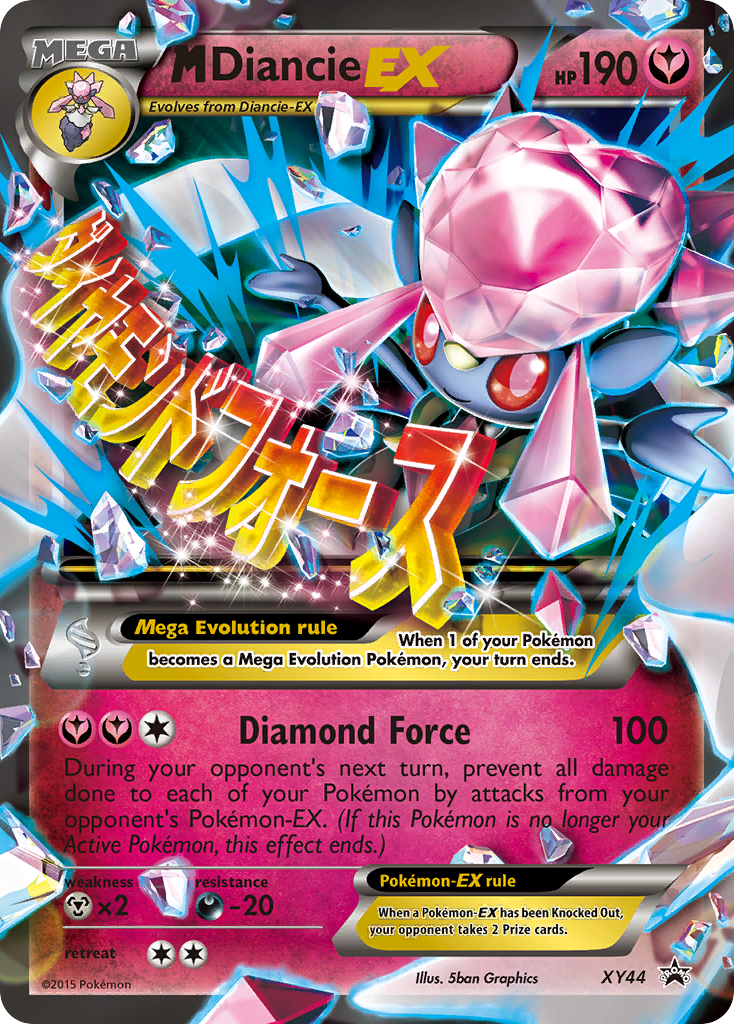 MEGA
MDiancieEX
HP190
Evolves from Diancie-EX
ダイヤモンドフォース
Mega Evolution rule
When 1 of your Pokémon
becomes a Mega Evolution Pokémon, your turn ends.
Diamond Force 100
During your opponent's next turn, prevent all damage
done to each of your Pokémon by attacks from your
opponent's Pokémon-EX. (If this Pokémon is no longer your
Active Pokémon, this effect ends.)
weakness resistance
×2 -20
retreat
Pokémon-EX rule
When a Pokémon-EX has been Knocked Out,
your opponent takes 2 Prize cards.
©2015 Pokémon
Illus. 5ban Graphics
XY44
PROMO